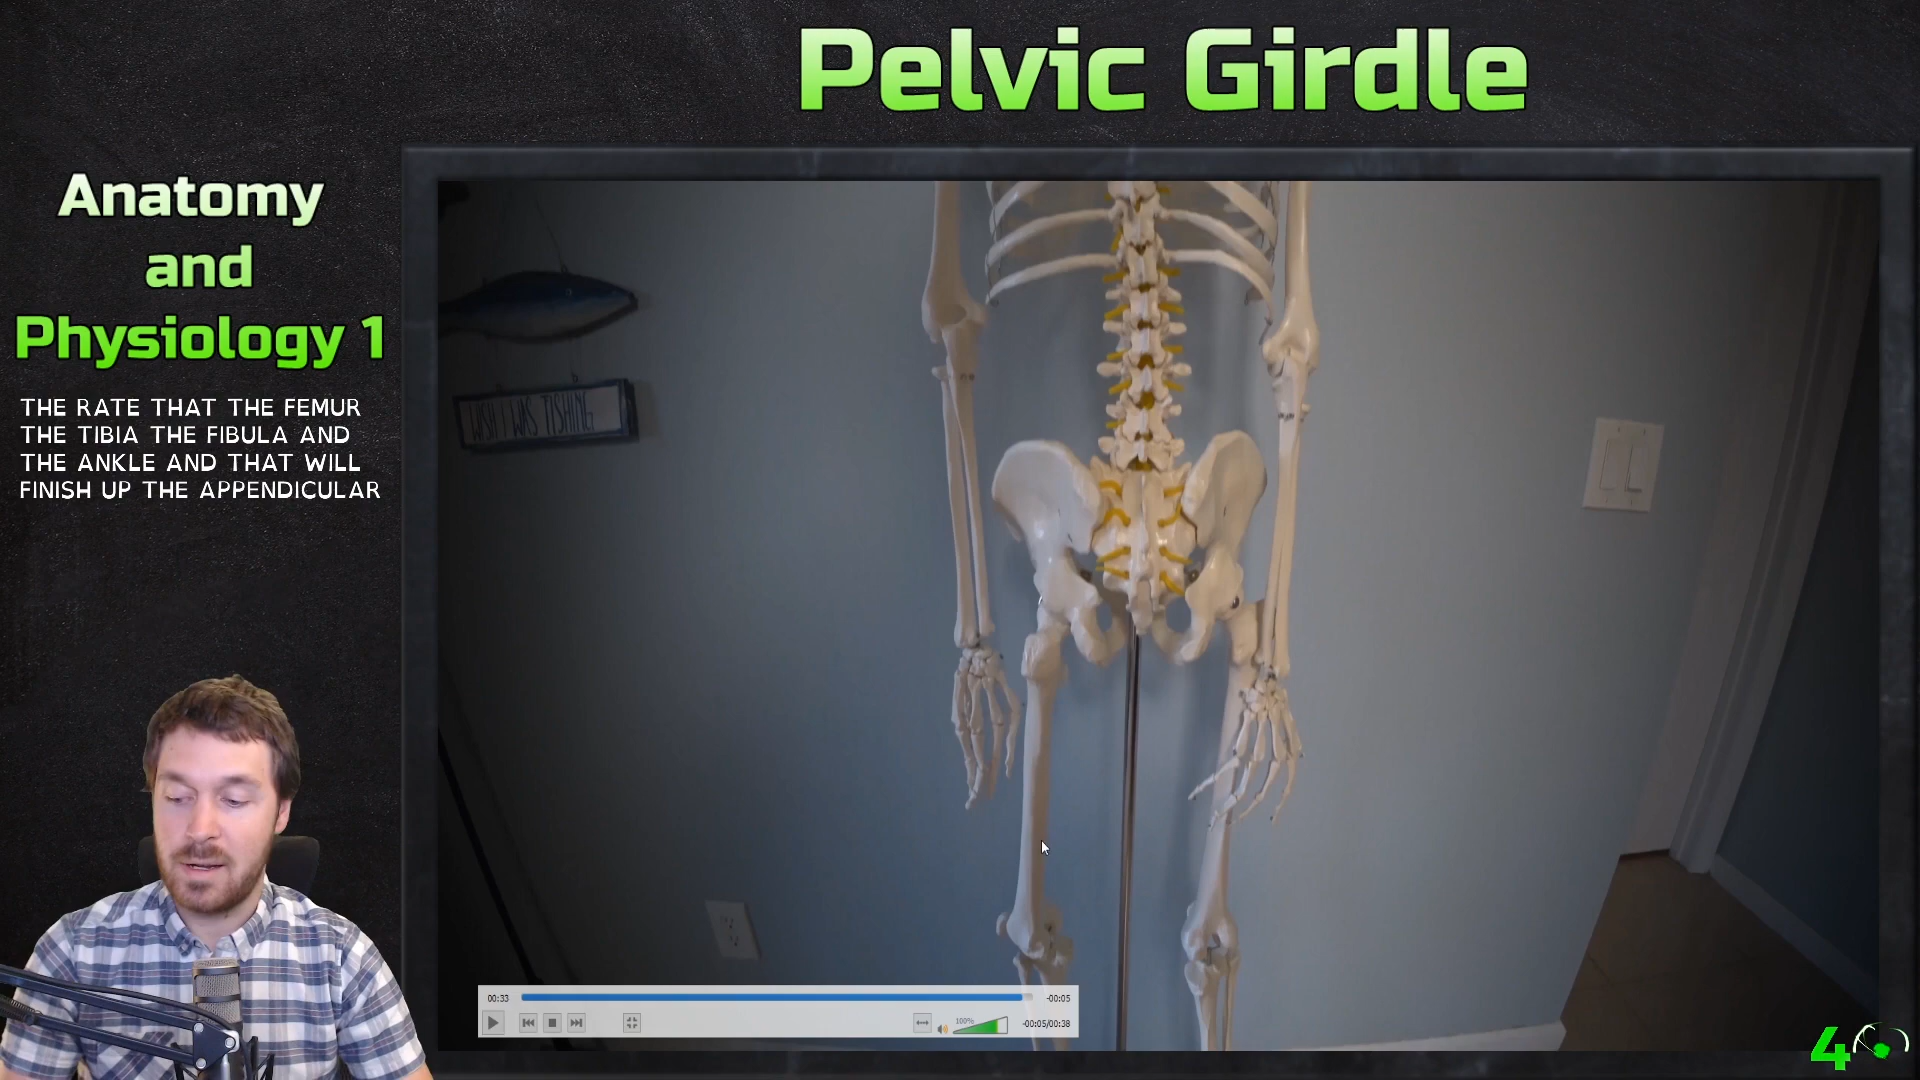 Pelvic Girdle
Anatomy
and
Physiology 1
THE RATE THAT THE FEMUR
THE TIBIA THE FIBULA AND
THE ANKLE AND THAT WILL
FINISH UP THE APPENDICULAR
WISH I WAS FISHING
00:33
-00:05
100%
-00:05/00:38
4